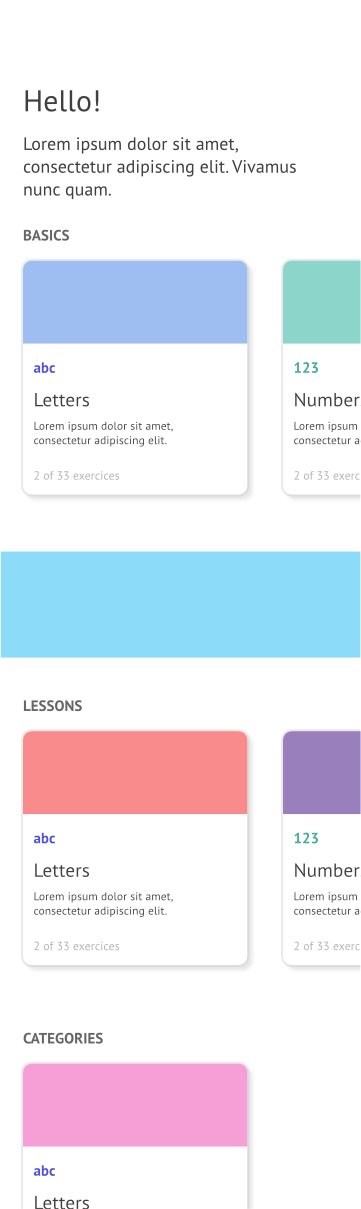 Hello!
Lorem ipsum dolor sit amet,
consectetur adipiscing elit. Vivamus
nunc quam.
BASICS
abc
Letters
Lorem ipsum dolor sit amet,
consectetur adipiscing elit.
2 of 33 exercices
123
Number
Lorem ipsum
consectetur a
2 of 33 exerc
LESSONS
abc
Letters
Lorem ipsum dolor sit amet,
consectetur adipiscing elit.
2 of 33 exercices
123
Number
Lorem ipsum
consectetur a
2 of 33 exerc
CATEGORIES
abc
Letters